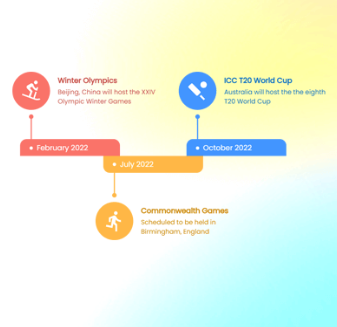 Winter Olympics
Beijing, China will host the XXIV
Olympic Winter Games
ICC T20 World Cup
Australia will host the the eighth
T20 World Cup
February 2022
July 2022
October 2022
Commonwealth Games
Scheduled to be held in
Birmingham, England